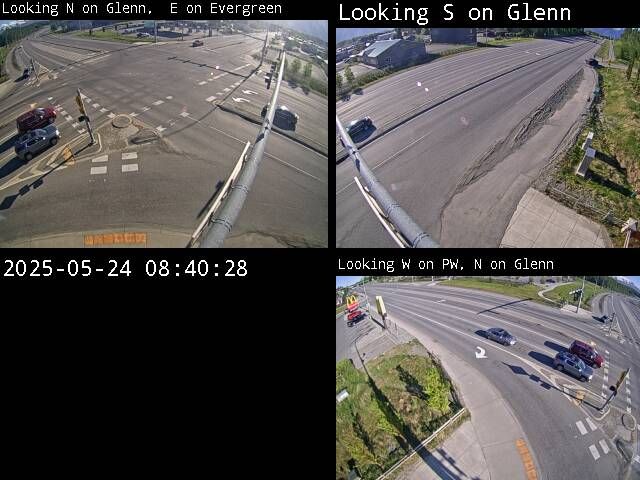 Looking N on Glenn,  E on Evergreen
Looking S on Glenn
2025-05-24 08:40:28
Looking W on PW, N on Glenn